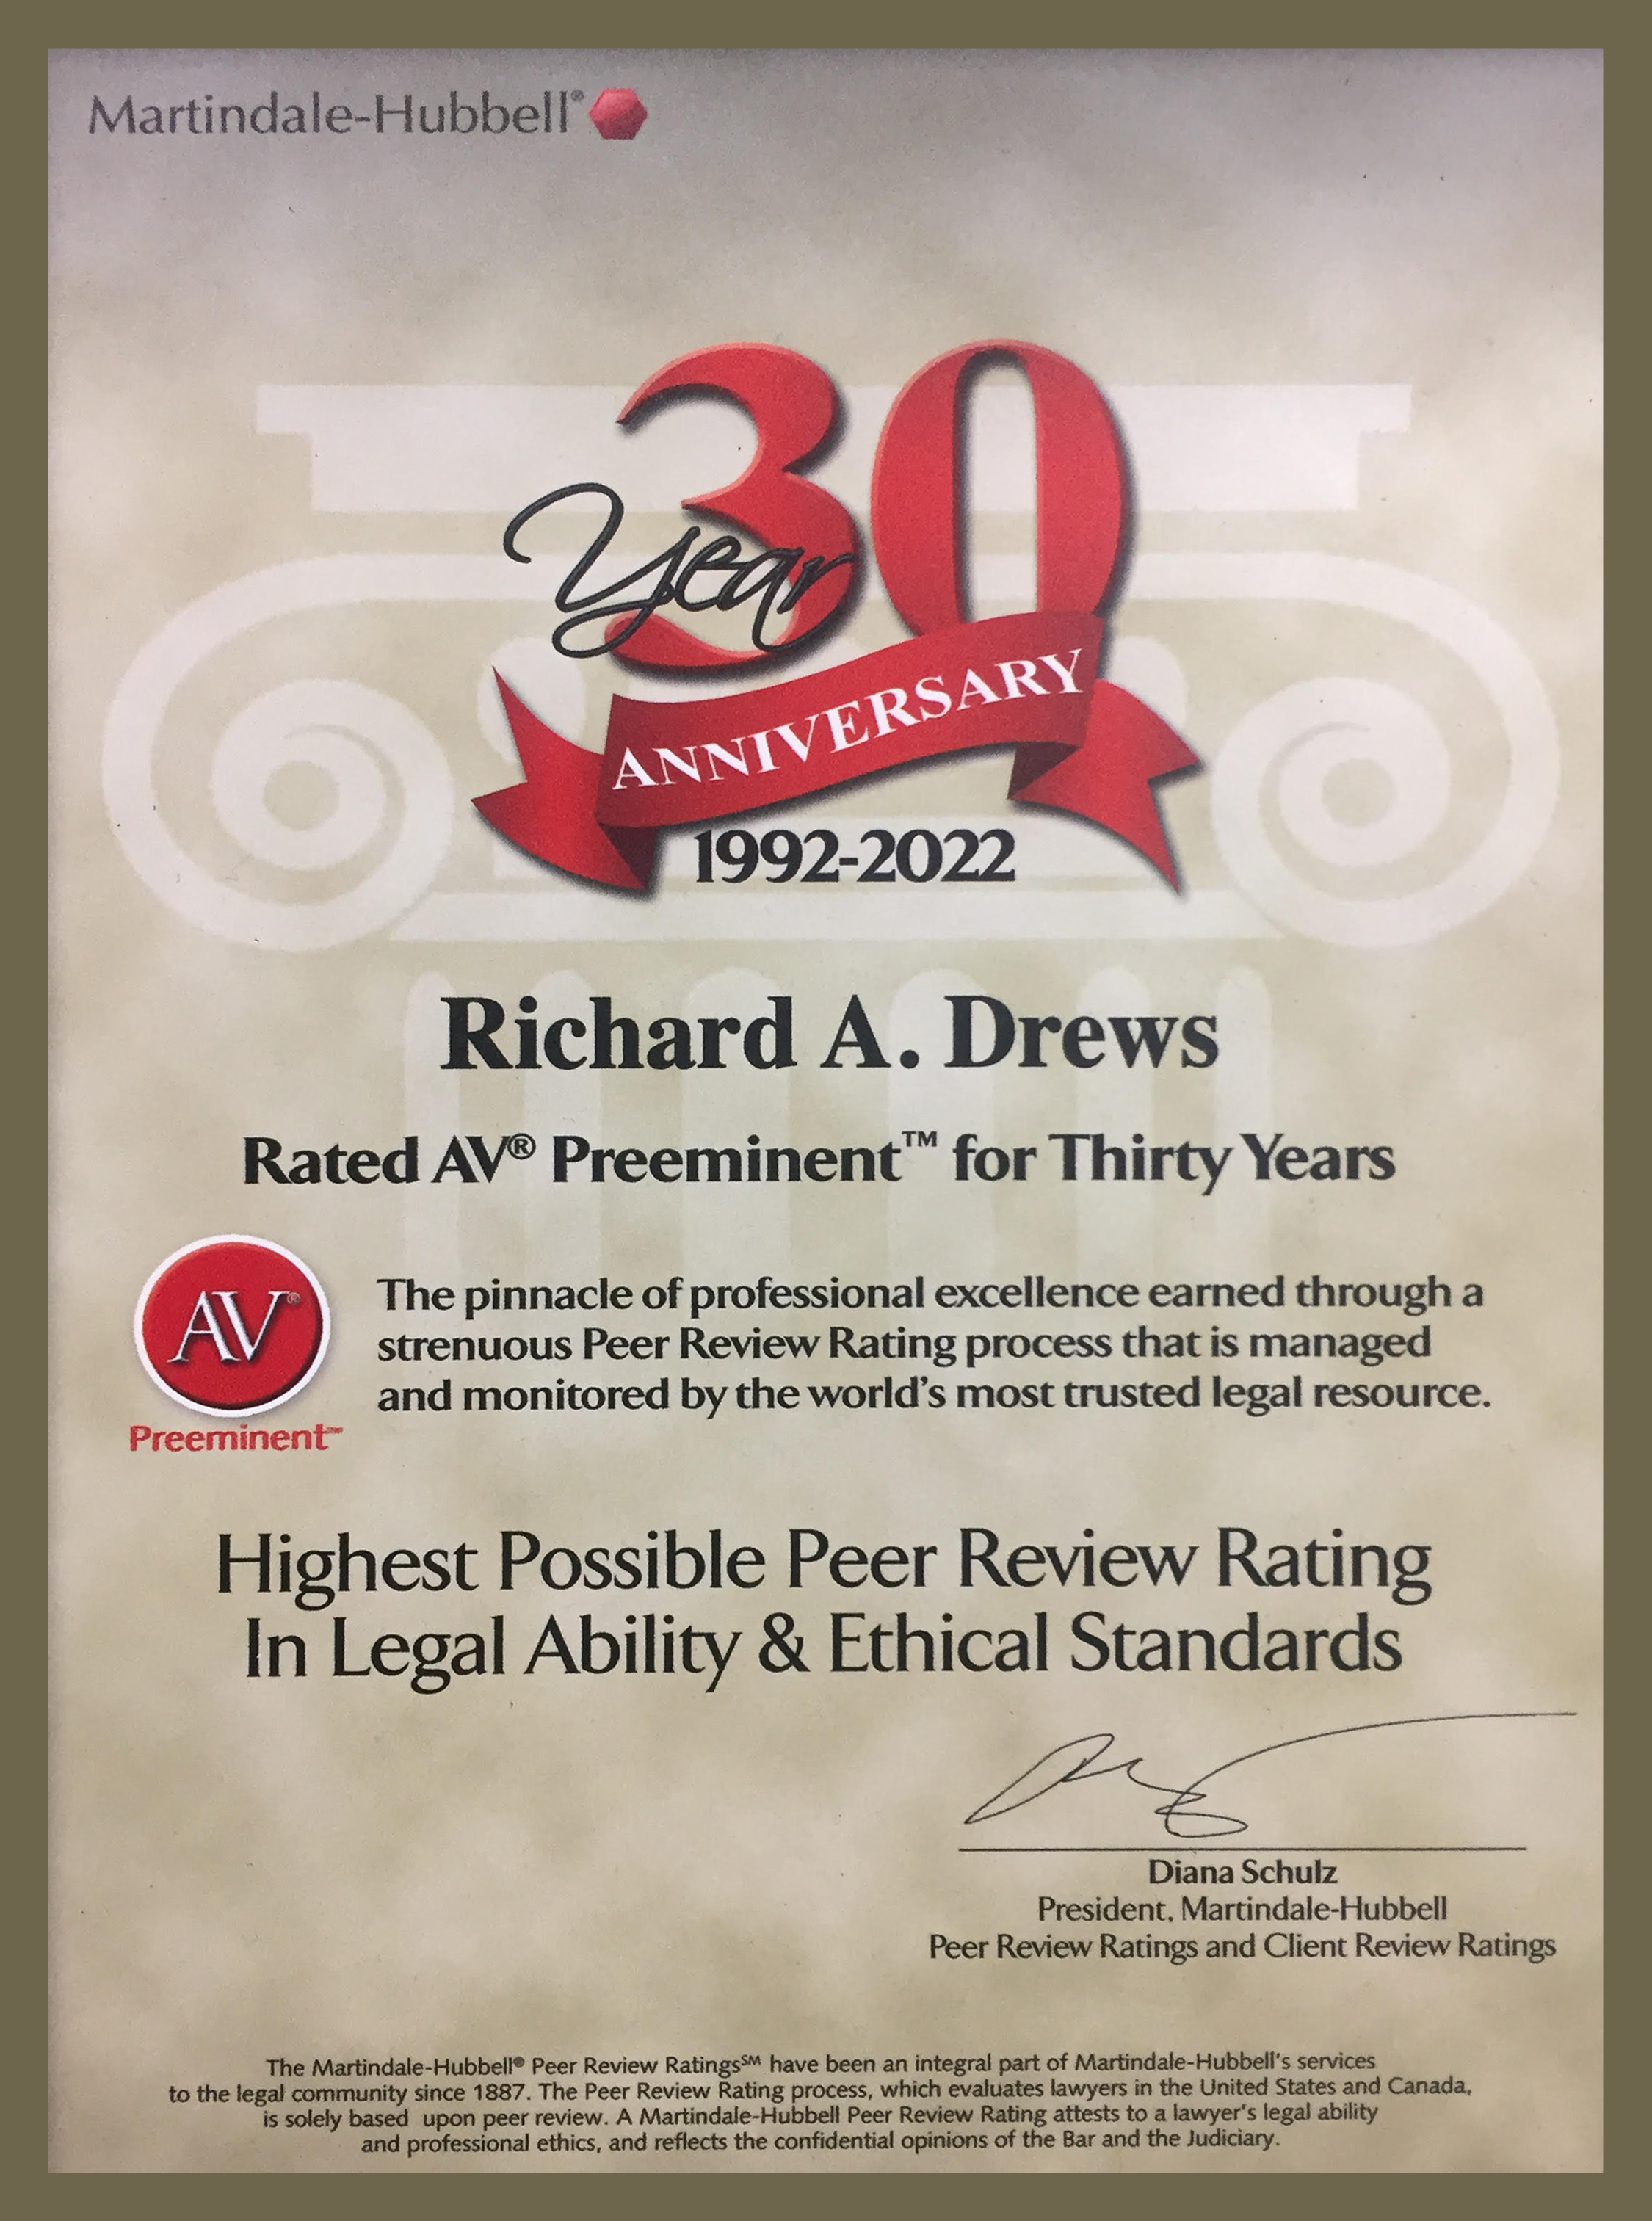 Martindale-Hubbell®
30
Year
ANNIVERSARY
1992-2022
Richard A. Drews
Rated AV® Preeminent™ for Thirty Years
AV®
Preeminent™
The pinnacle of professional excellence earned through a
strenuous Peer Review Rating process that is managed
and monitored by the world's most trusted legal resource.
Highest Possible Peer Review Rating
In Legal Ability & Ethical Standards
Diana Schulz
President, Martindale-Hubbell
Peer Review Ratings and Client Review Ratings
The Martindale-Hubbell® Peer Review Ratings℠ have been an integral part of Martindale-Hubbell's services
to the legal community since 1887. The Peer Review Rating process, which evaluates lawyers in the United States and Canada,
is solely based upon peer review. A Martindale-Hubbell Peer Review Rating attests to a lawyer's legal ability
and professional ethics, and reflects the confidential opinions of the Bar and the Judiciary.